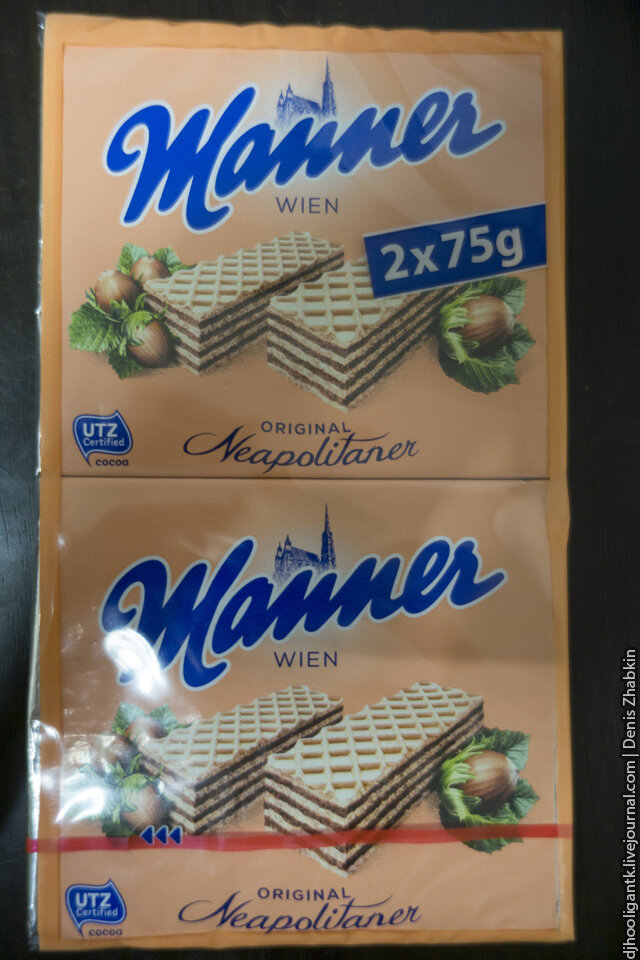 Manner
WIEN
2x75g
UTZ
Certified
cocoa
ORIGINAL
Neapolitaner
Manner
WIEN
UTZ
Certified
cocoa
ORIGINAL
Neapolitaner
djhooligantk.livejournal.com | Denis Zhabkin